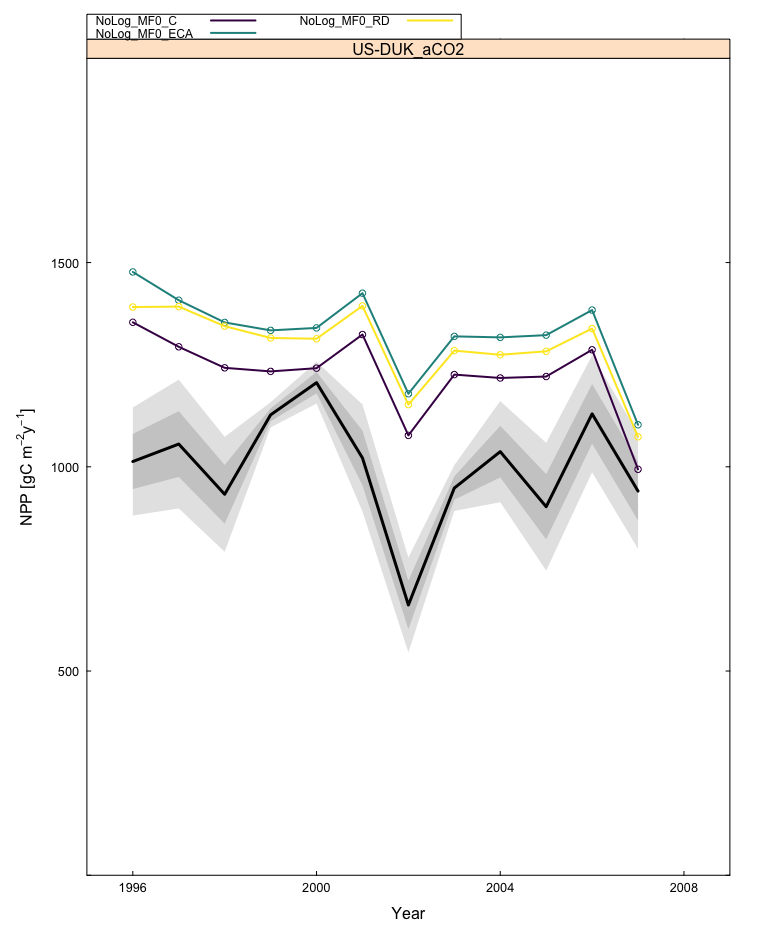 NoLog_MF0_C NoLog_MF0_RD
NoLog_MF0_ECA
US-DUK_aCO2
1500
1000
500
NPP [gC m−2y−1]
1996 2000 2004 2008
Year